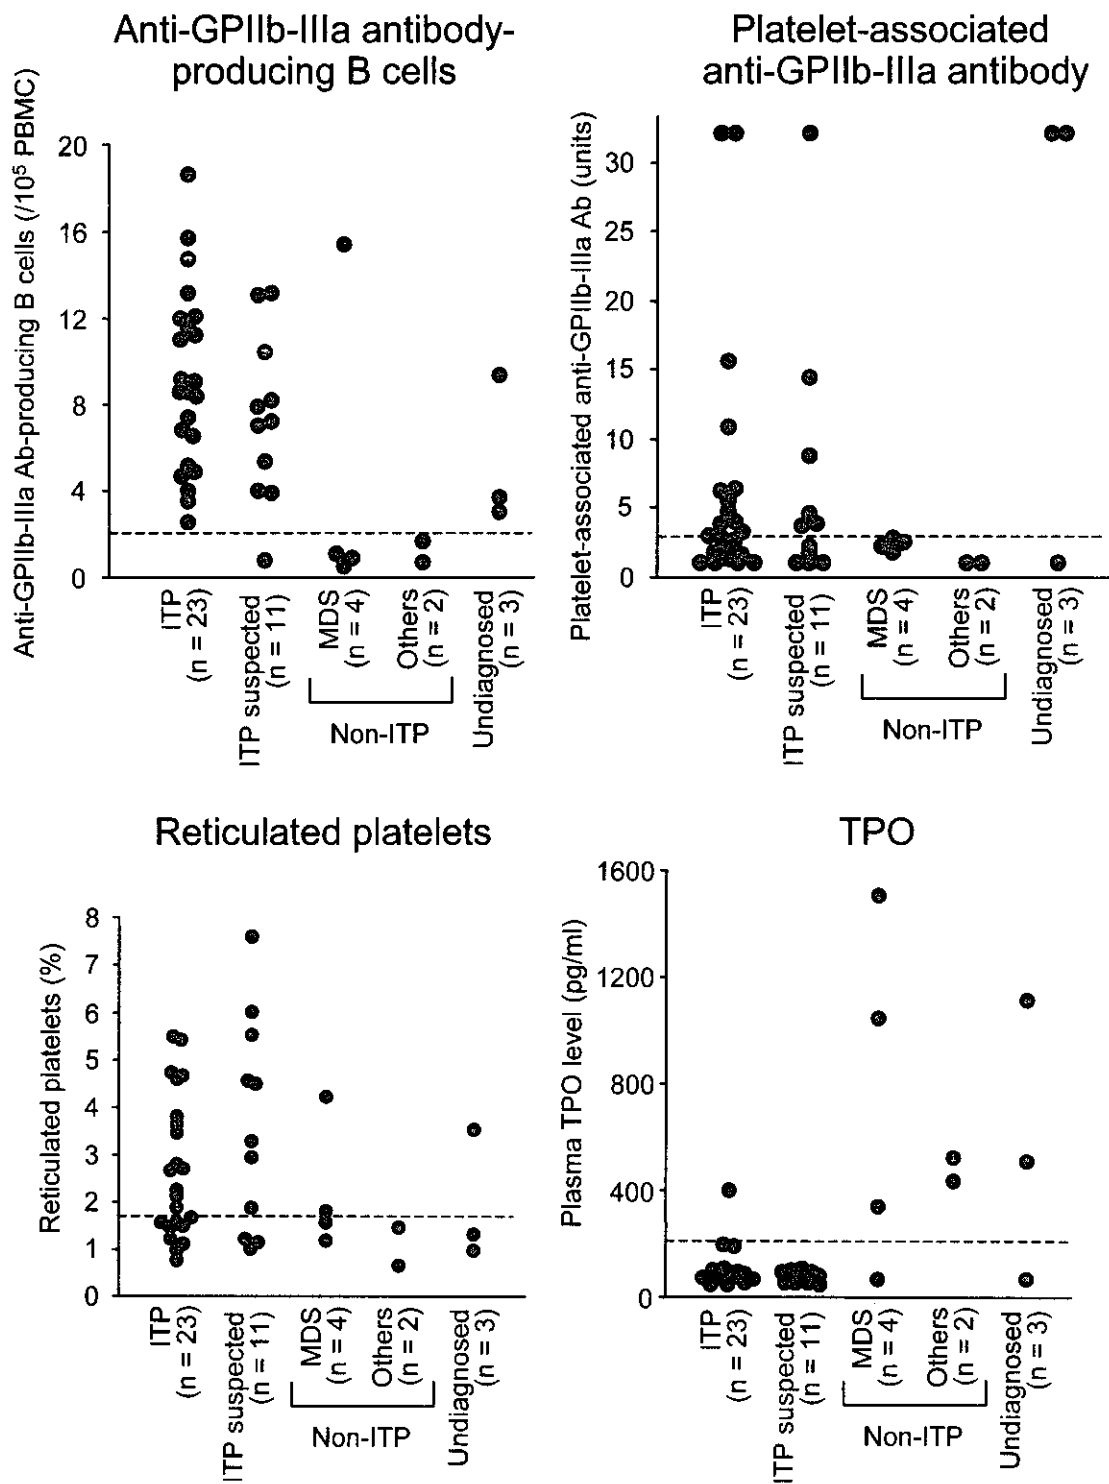 Anti-GPIIb-IIIa antibody-
producing B cells
Anti-GPIIb-IIIa Ab-producing B cells (/10⁵ PBMC)
20
16
12
8
4
0
ITP
(n = 23)
ITP suspected
(n = 11)
MDS
(n = 4)
Others
(n = 2)
Undiagnosed
(n = 3)
Non-ITP
Platelet-associated
anti-GPIIb-IIIa antibody
Platelet-associated anti-GPIIb-IIIa Ab (units)
30
25
20
15
10
5
0
ITP
(n = 23)
ITP suspected
(n = 11)
MDS
(n = 4)
Others
(n = 2)
Undiagnosed
(n = 3)
Non-ITP
Reticulated platelets
Reticulated platelets (%)
8
7
6
5
4
3
2
1
0
ITP
(n = 23)
ITP suspected
(n = 11)
MDS
(n = 4)
Others
(n = 2)
Undiagnosed
(n = 3)
Non-ITP
TPO
Plasma TPO level (pg/ml)
1600
1200
800
400
0
ITP
(n = 23)
ITP suspected
(n = 11)
MDS
(n = 4)
Others
(n = 2)
Undiagnosed
(n = 3)
Non-ITP